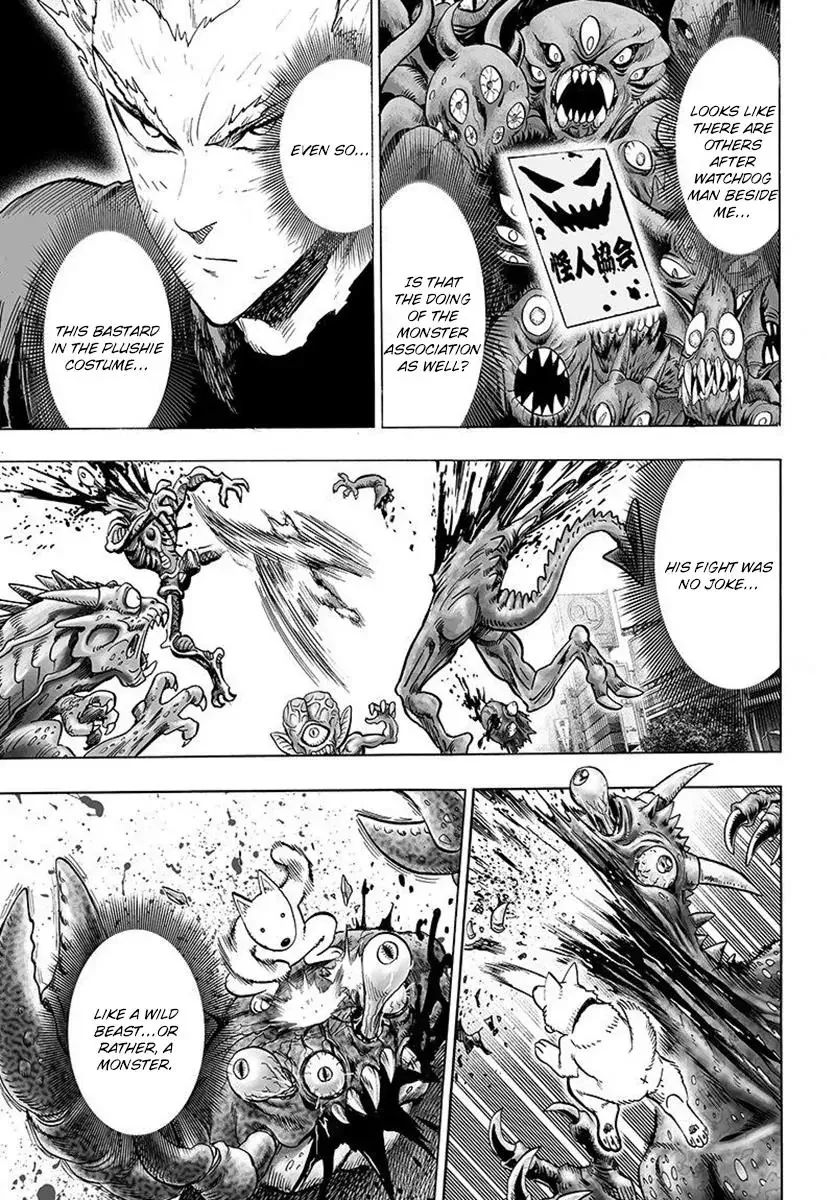 LOOKS LIKE
THERE ARE
OTHERS
AFTER
WATCHDOG
MAN BESIDE
ME...
怪人協会
IS THAT
THE DOING
OF THE
MONSTER
ASSOCIATION
AS WELL?
EVEN SO...
THIS BASTARD
IN THE PLUSHIE
COSTUME...
HIS FIGHT WAS
NO JOKE...
LIKE A WILD
BEAST...OR
RATHER, A
MONSTER.